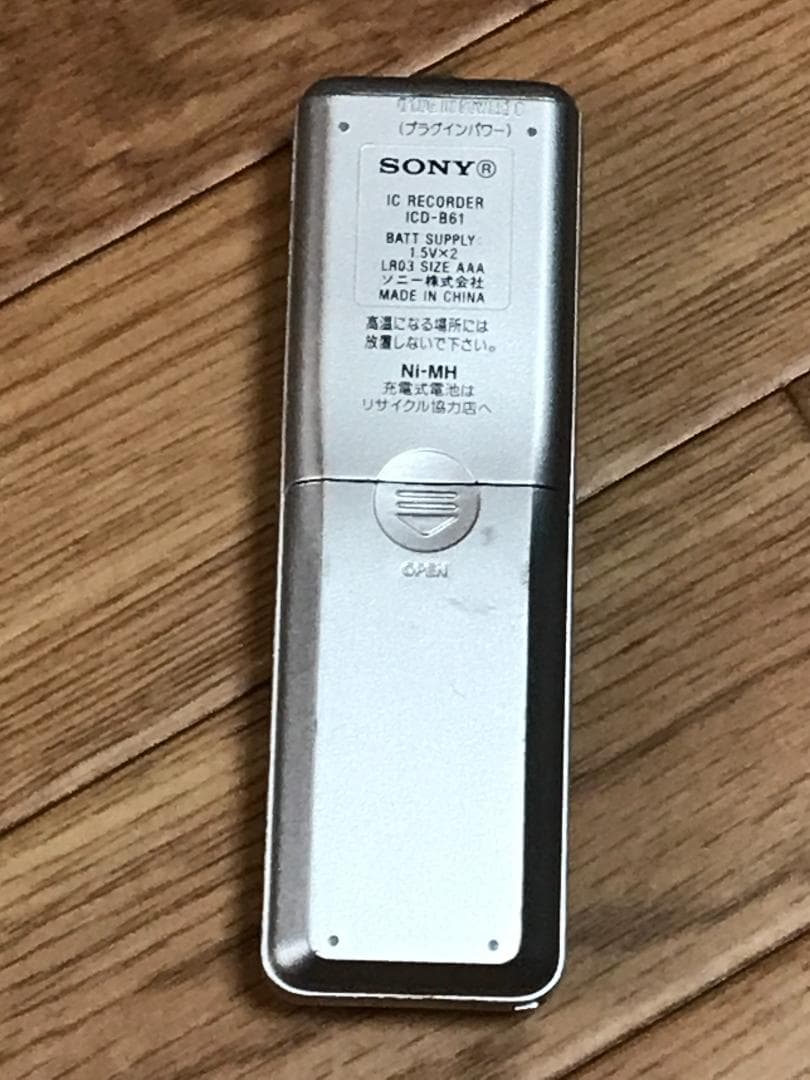 (プラグインパワー)
SONY®
IC RECORDER
ICD-B61
BATT SUPPLY:
1.5V×2
LR03 SIZE AAA
ソニー株式会社
MADE IN CHINA
高温になる場所には
放置しないで下さい。
Ni-MH
充電式電池は
リサイクル協力店へ
OPEN